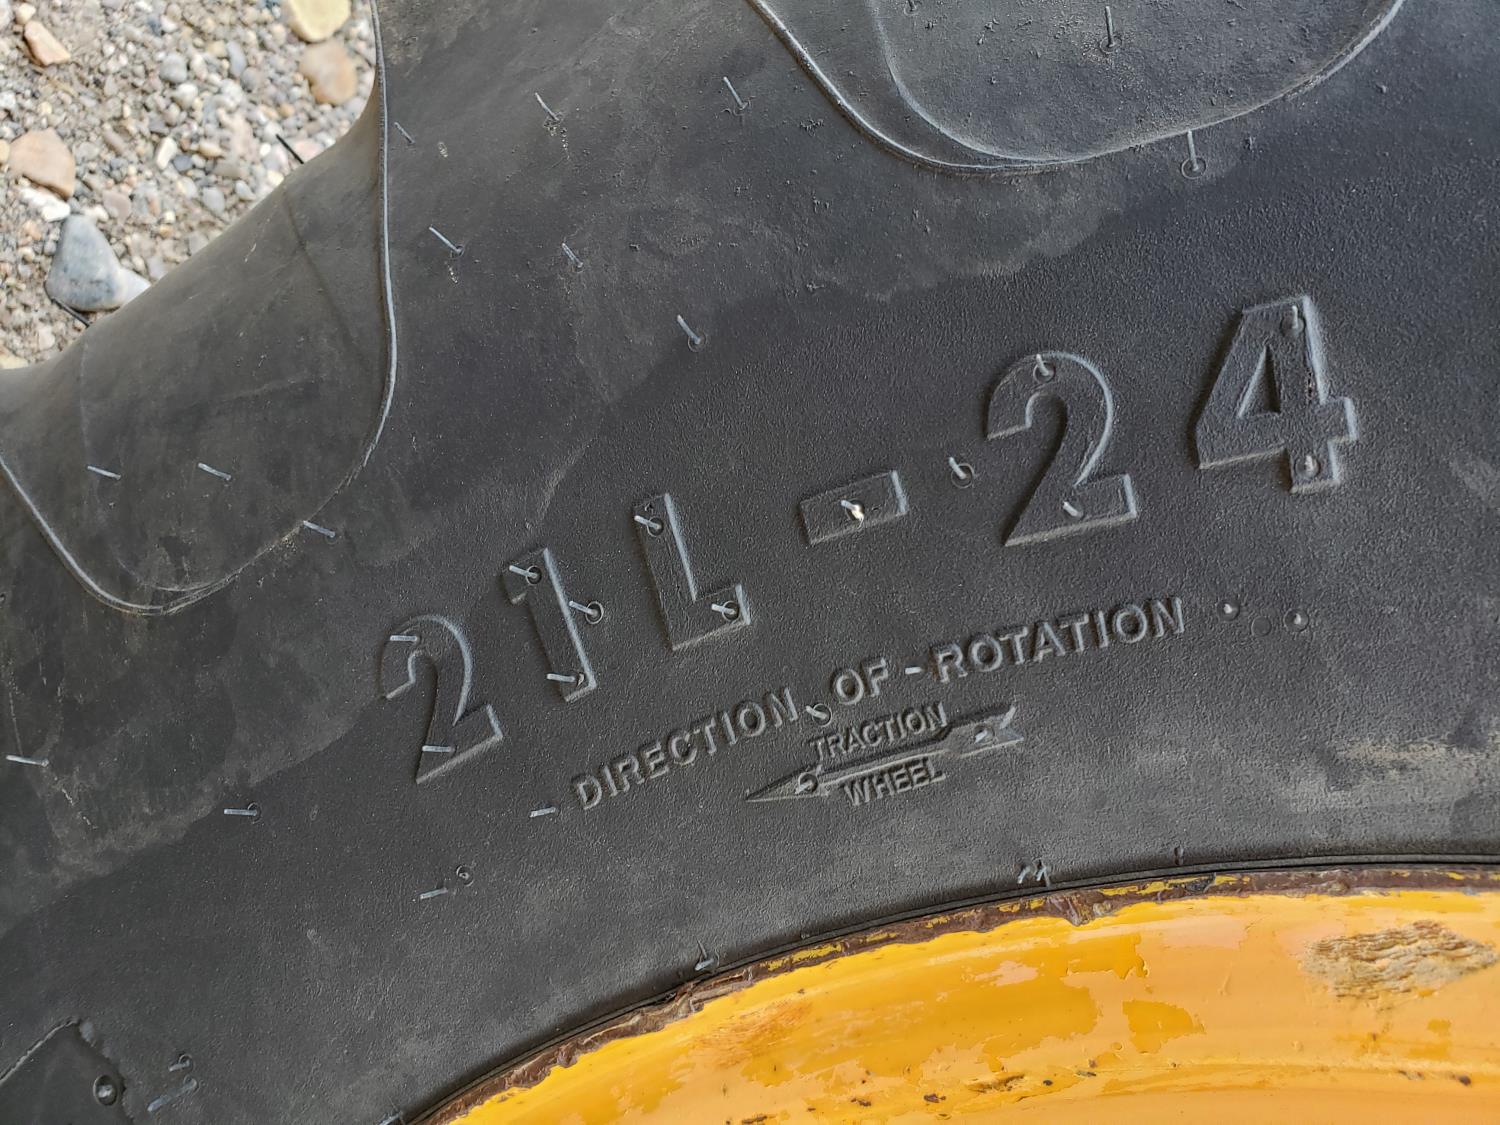 21L-24
DIRECTION OF ROTATION
TRACTION
WHEEL